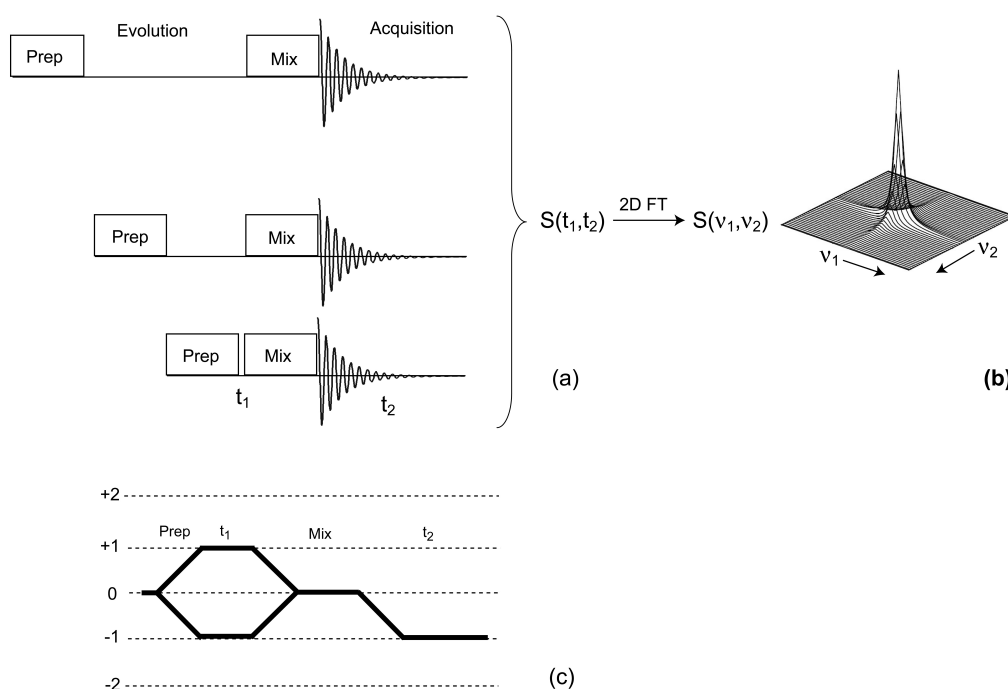 Evolution
Acquisition
Prep
Mix
Prep
Mix
S(t₁,t₂)
2D FT
S(ν₁,ν₂)
ν₁
ν₂
Prep
Mix
t₁
t₂
(a)
(b)
+2
Prep
t₁
Mix
t₂
+1
0
-1
-2
(c)